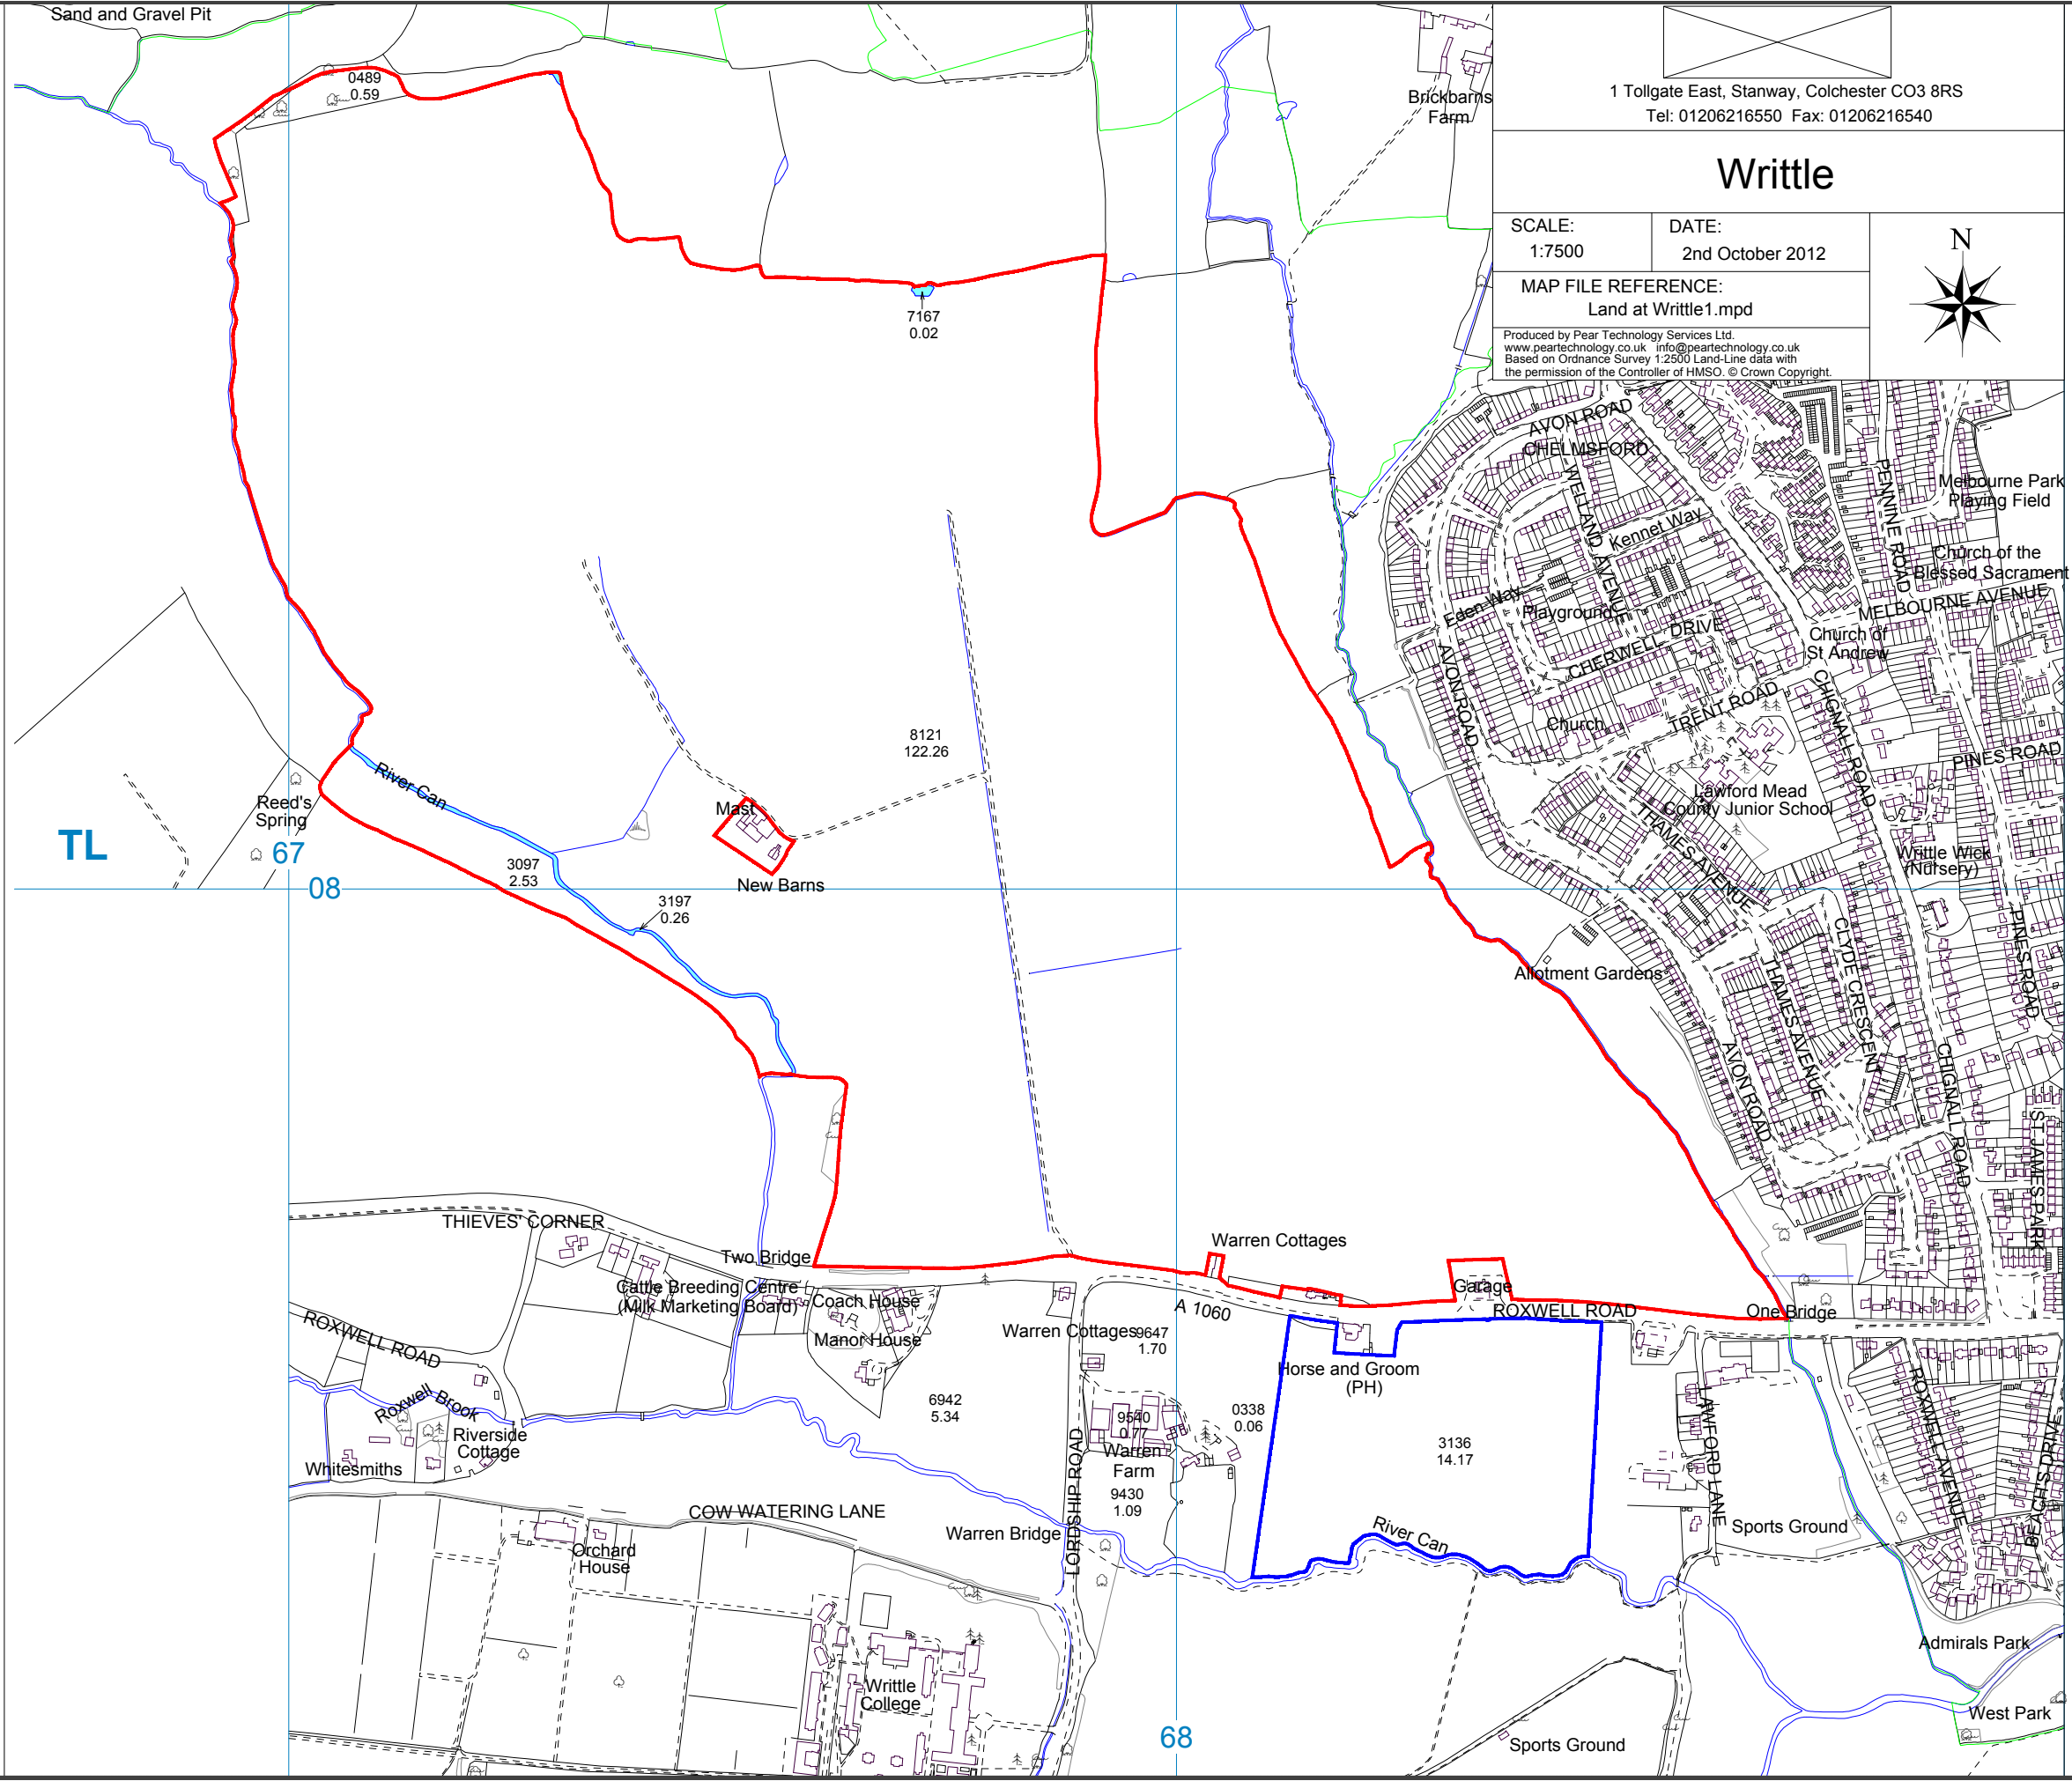 Sand and Gravel Pit
0489
0.59
Brickbarns
Farm
1 Tollgate East, Stanway, Colchester CO3 8RS
Tel: 01206216550 Fax: 01206216540
Writtle
SCALE:
1:7500
DATE:
2nd October 2012
N
MAP FILE REFERENCE:
Land at Writtle1.mpd
Produced by Pear Technology Services Ltd.
www.peartechnology.co.uk info@peartechnology.co.uk
Based on Ordnance Survey 1:2500 Land-Line data with
the permission of the Controller of HMSO. © Crown Copyright.
7167
0.02
AVON ROAD
CHELMSFORD
WELLAND AVENUE
Kennet Way
PENNINE ROAD
Melbourne Park
Playing Field
Church of the
Blessed Sacrament
MELBOURNE AVENUE
Eden Way
Playground
CHERWELL DRIVE
Church of
St Andrew
AVON ROAD
Church
TRENT ROAD
CHIGNALL ROAD
PINES ROAD
8121
122.26
River Can
Mast
Reed's
Spring
Lawford Mead
County Junior School
THAMES AVENUE
Writtle Wick
(Nursery)
TL
67
08
3097
2.53
New Barns
3197
0.26
CLYDE CRESCENT
PINES ROAD
Allotment Gardens
THAMES AVENUE
AVON ROAD
CHIGNALL ROAD
ST JAMES PARK
THIEVES' CORNER
Two Bridge
Warren Cottages
Cattle Breeding Centre
(Milk Marketing Board)
Coach House
Garage
A 1060
ROXWELL ROAD
One Bridge
ROXWELL ROAD
Manor House
Warren Cottages
9647
1.70
Horse and Groom
(PH)
Roxwell Brook
Riverside
Cottage
6942
5.34
9540
0.77
0338
0.06
Warren
Farm
3136
14.17
LAWFORD LANE
ROXWELL AVENUE
BEACH'S DRIVE
Whitesmiths
9430
1.09
LORDSHIP ROAD
COW WATERING LANE
Warren Bridge
River Can
Sports Ground
Orchard
House
Writtle
College
68
Admirals Park
West Park
Sports Ground